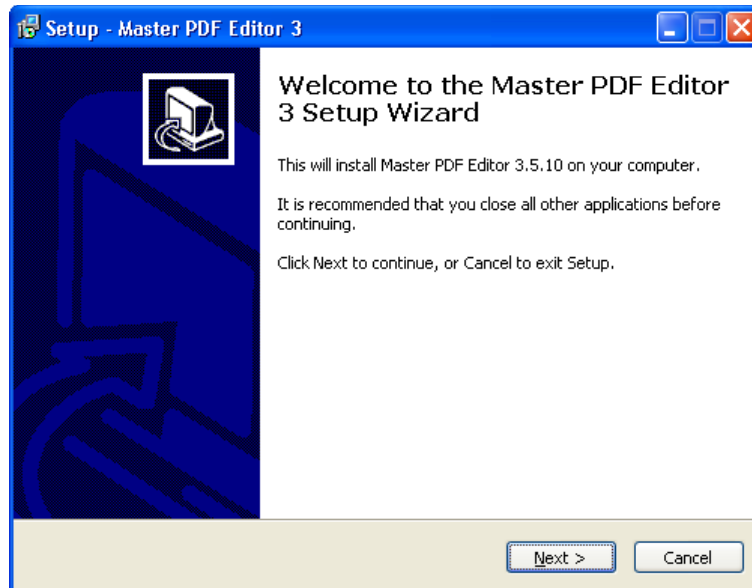 Setup - Master PDF Editor 3
Welcome to the Master PDF Editor
3 Setup Wizard
This will install Master PDF Editor 3.5.10 on your computer.
It is recommended that you close all other applications before
continuing.
Click Next to continue, or Cancel to exit Setup.
Next >
Cancel